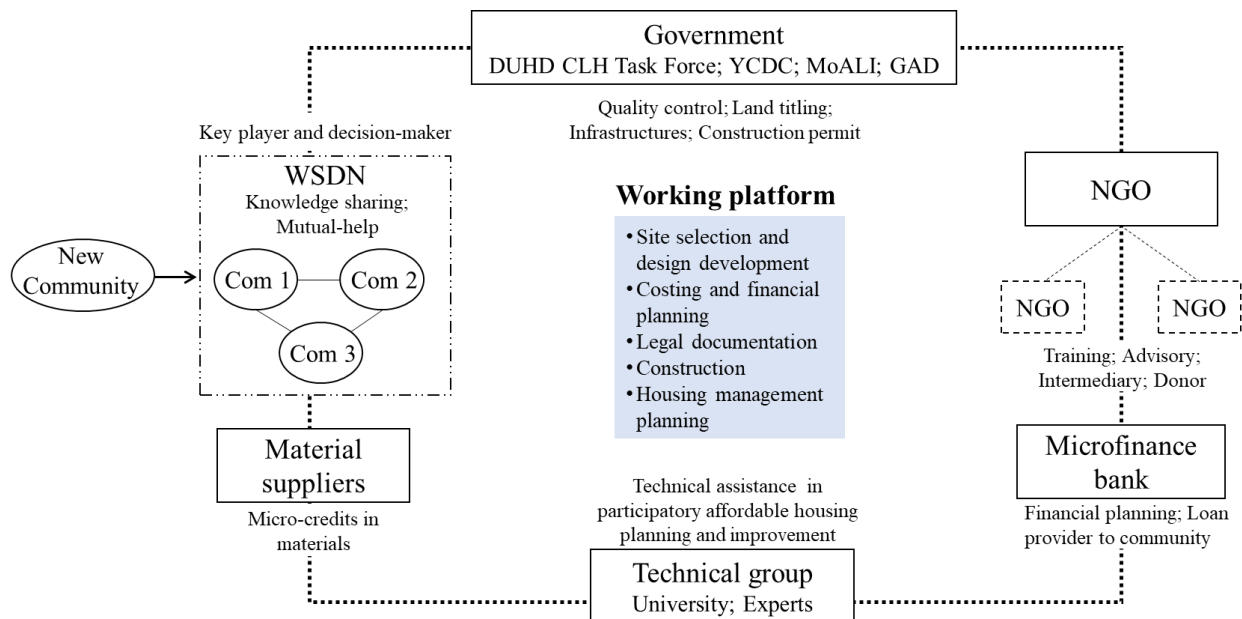 Government
DUHD CLH Task Force; YCDC; MoALI; GAD
Quality control; Land titling;
Infrastructures; Construction permit
Key player and decision-maker
WSDN
Knowledge sharing;
Mutual-help
New
Community
Com 1
Com 2
Com 3
Material
suppliers
Micro-credits in
materials
Working platform
• Site selection and
design development
• Costing and financial
planning
• Legal documentation
• Construction
• Housing management
planning
Technical assistance in
participatory affordable housing
planning and improvement
Technical group
University; Experts
NGO
NGO
NGO
Training; Advisory;
Intermediary; Donor
Microfinance
bank
Financial planning; Loan
provider to community